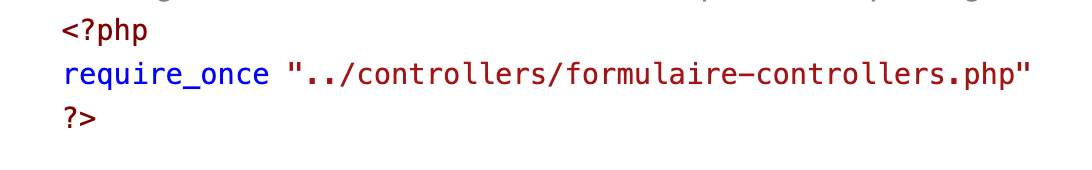 <?php
require_once "../controllers/formulaire-controllers.php"
?>